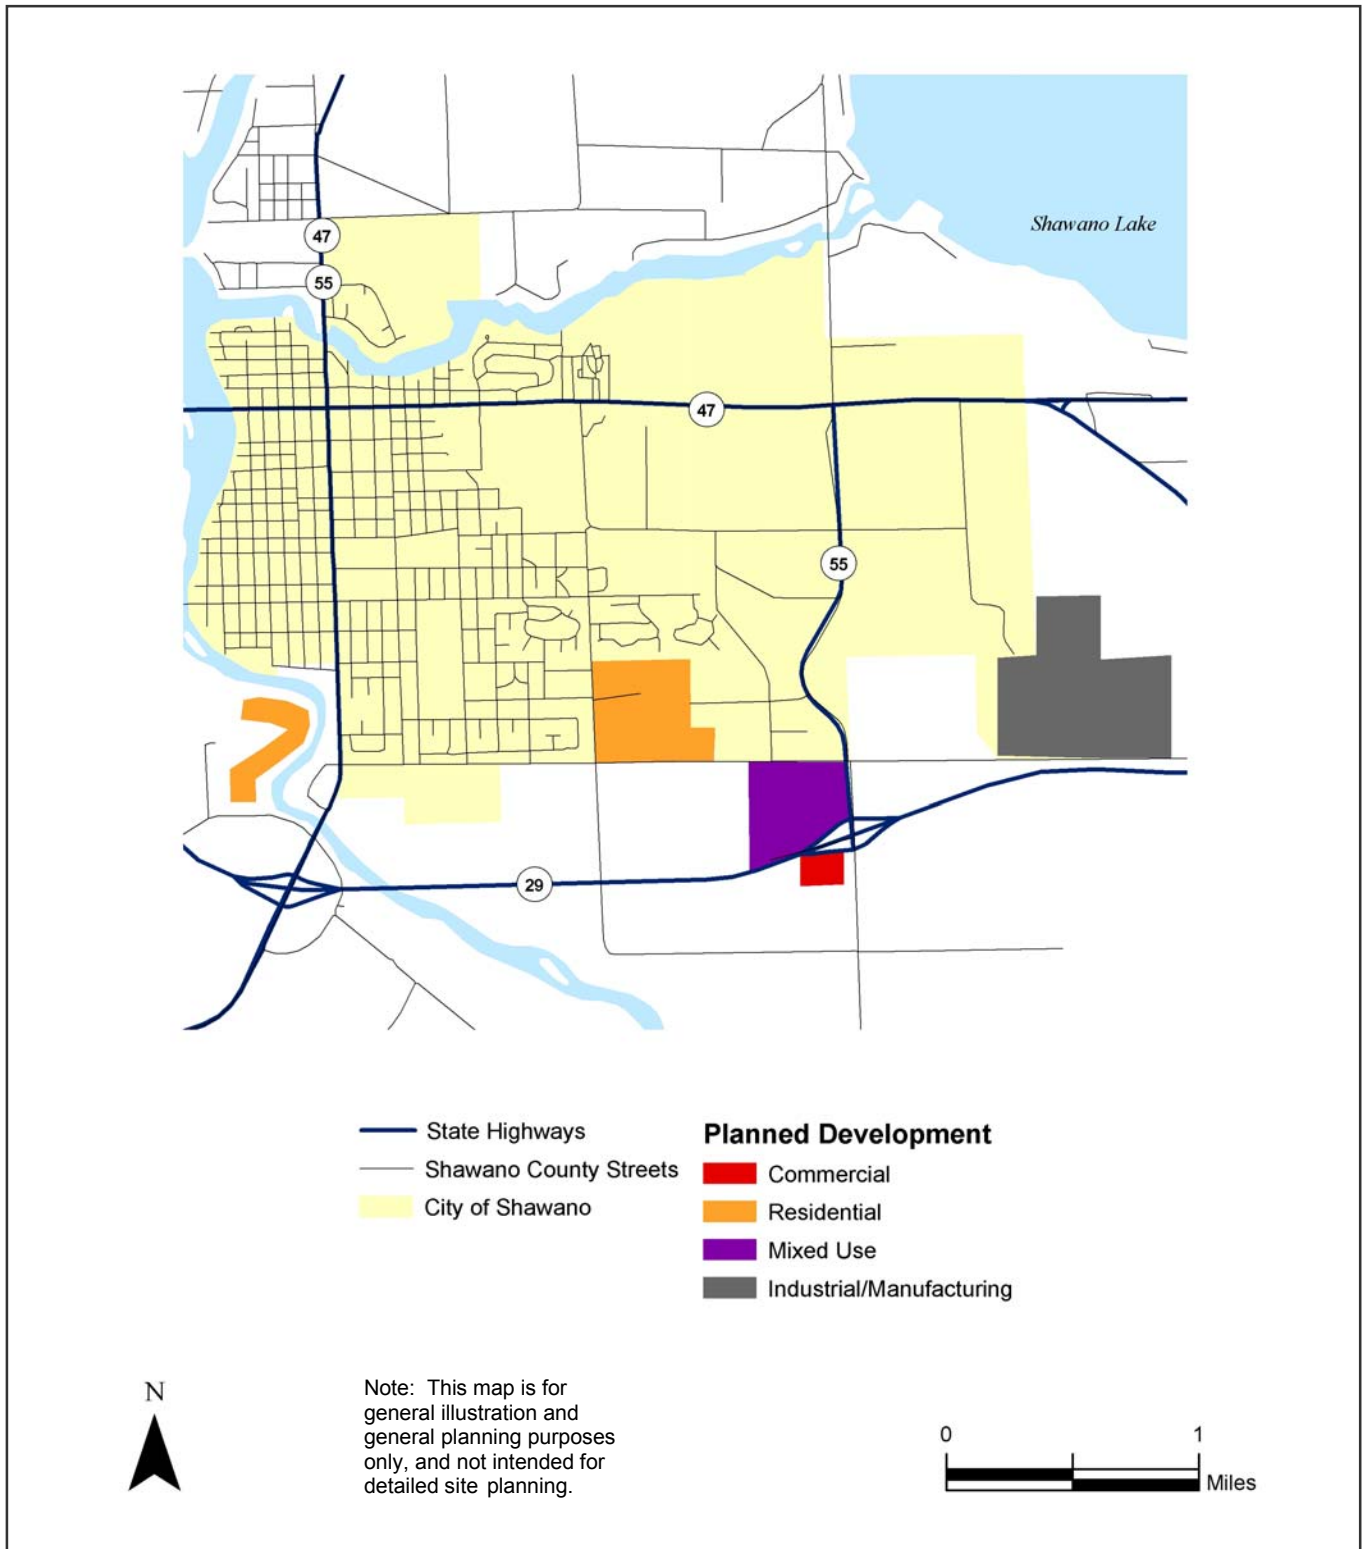 Shawano Lake
47
55
47
55
29
State Highways
Shawano County Streets
City of Shawano
Planned Development
Commercial
Residential
Mixed Use
Industrial/Manufacturing
N
Note: This map is for
general illustration and
general planning purposes
only, and not intended for
detailed site planning.
0
1
Miles